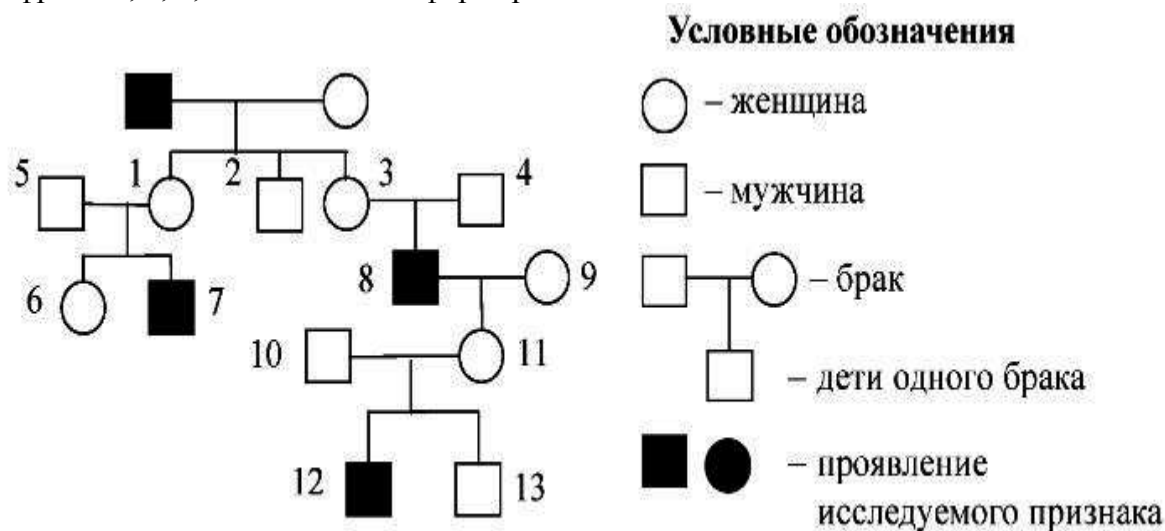 Условные обозначения
– женщина
– мужчина
– брак
– дети одного брака
– проявление
исследуемого признака
5
1
2
3
4
6
7
8
9
10
11
12
13